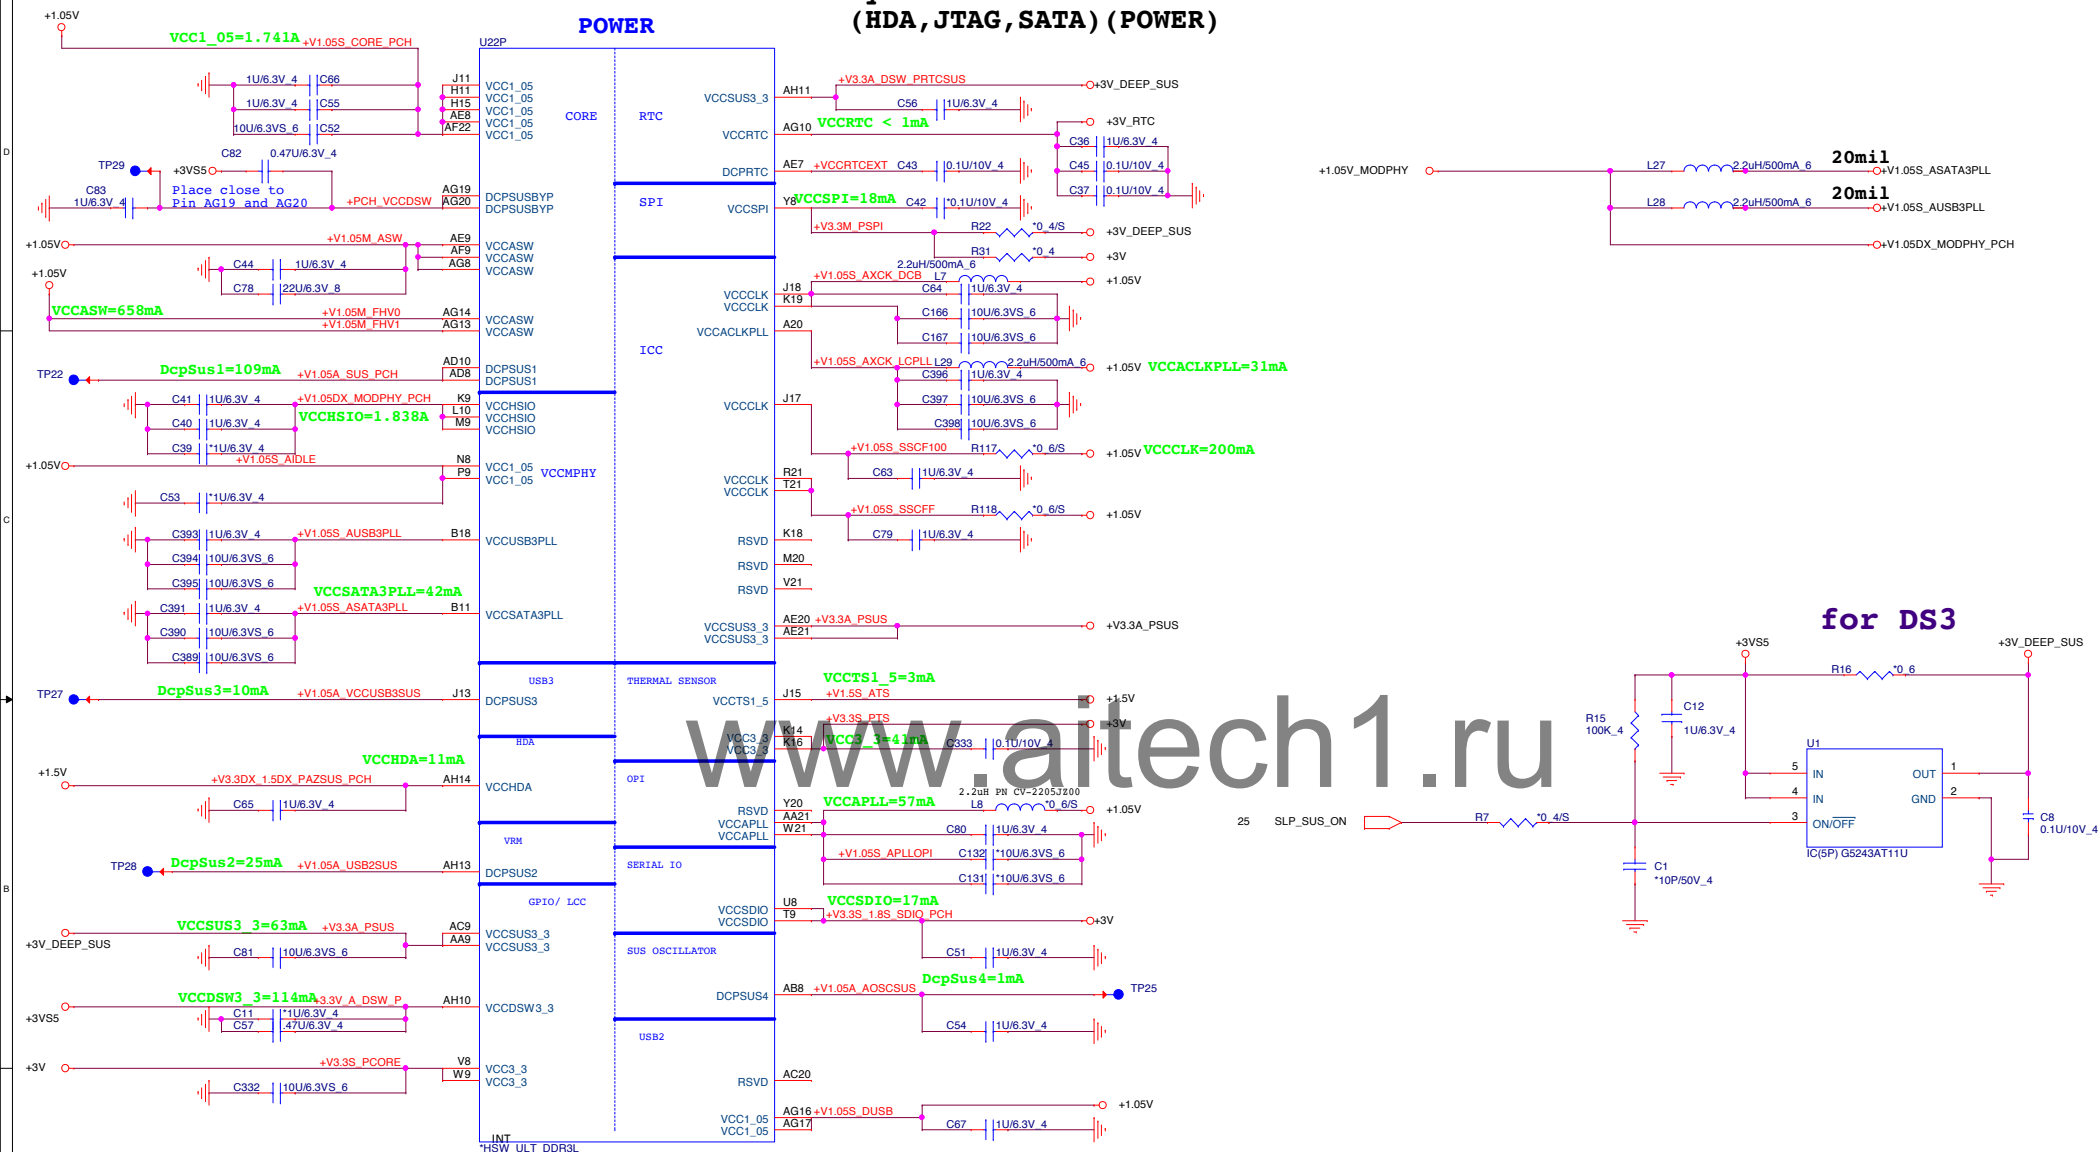 (HDA,JTAG,SATA)(POWER)
POWER
+1.05V
VCC1_05=1.741A
+V1.05S_CORE_PCH
U22P
1U/6.3V_4 C66
1U/6.3V_4 C55
10U/6.3VS_6 C52
J11 VCC1_05
H11 VCC1_05
H15 VCC1_05
AE8 VCC1_05
AF22 VCC1_05
CORE
RTC
D
C82 0.47U/6.3V_4
TP29
+3VS5
C83
1U/6.3V_4
Place close to
Pin AG19 and AG20
+PCH_VCCDSW
AG19 DCPSUSBYP
AG20 DCPSUSBYP
+1.05V
+V1.05M_ASW
AE9 VCCASW
AF9 VCCASW
AG8 VCCASW
C44 1U/6.3V_4
C78 22U/6.3V_8
+1.05V
VCCASW=658mA
+V1.05M_FHV0
+V1.05M_FHV1
AG14 VCCASW
AG13 VCCASW
TP22
DcpSus1=109mA
+V1.05A_SUS_PCH
AD10 DCPSUS1
AD8 DCPSUS1
C41 1U/6.3V_4
+V1.05DX_MODPHY_PCH
VCCHSIO=1.838A
C40 1U/6.3V_4
C39 *1U/6.3V_4
K9 VCCHSIO
L10 VCCHSIO
M9 VCCHSIO
+1.05V
+V1.05S_AIDLE
N8 VCC1_05
P9 VCC1_05
VCCMPHY
C53 *1U/6.3V_4
C
C393 1U/6.3V_4
+V1.05S_AUSB3PLL
B18 VCCUSB3PLL
C394 10U/6.3VS_6
C395 10U/6.3VS_6
VCCSATA3PLL=42mA
C391 1U/6.3V_4
+V1.05S_ASATA3PLL
B11 VCCSATA3PLL
C390 10U/6.3VS_6
C389 10U/6.3VS_6
TP27
DcpSus3=10mA
+V1.05A_VCCUSB3SUS
J13 DCPSUS3
USB3
THERMAL SENSOR
HDA
VCCHDA=11mA
+1.5V
+V3.3DX_1.5DX_PAZSUS_PCH
AH14 VCCHDA
C65 1U/6.3V_4
OPI
VRM
TP28
DcpSus2=25mA
+V1.05A_USB2SUS
AH13 DCPSUS2
SERIAL IO
B
GPIO/ LCC
VCCSUS3_3=63mA
+V3.3A_PSUS
+3V_DEEP_SUS
AC9 VCCSUS3_3
AA9 VCCSUS3_3
C81 10U/6.3VS_6
SUS OSCILLATOR
VCCDSW3_3=114mA
+3.3V_A_DSW_P
+3VS5
AH10 VCCDSW3_3
C11 *1U/6.3V_4
C57 .47U/6.3V_4
USB2
+3V
+V3.3S_PCORE
V8 VCC3_3
W9 VCC3_3
C332 10U/6.3VS_6
INT
*HSW_ULT_DDR3L
+V3.3A_DSW_PRTCSUS
+3V_DEEP_SUS
VCCSUS3_3 AH11
C56 1U/6.3V_4
VCCRTC AG10
VCCRTC < 1mA
+3V_RTC
C36 1U/6.3V_4
C45 0.1U/10V_4
C37 0.1U/10V_4
DCPRTC AE7
+VCCRTCEXT C43 0.1U/10V_4
SPI
VCCSPI=18mA
VCCSPI Y8
C42 *0.1U/10V_4
+V3.3M_PSPI
R22 *0_4/S
+3V_DEEP_SUS
R31 *0_4
+3V
2.2uH/500mA_6
+V1.05S_AXCK_DCB L7
+1.05V
VCCCLK J18
VCCCLK K19
C64 1U/6.3V_4
C166 10U/6.3VS_6
C167 10U/6.3VS_6
VCCACLKPLL A20
ICC
+V1.05S_AXCK_LCPLL L29 2.2uH/500mA_6
+1.05V VCCACLKPLL=31mA
C396 1U/6.3V_4
C397 10U/6.3VS_6
C398 10U/6.3VS_6
VCCCLK J17
+V1.05S_SSCF100 R117 *0_6/S
+1.05V VCCCLK=200mA
C63 1U/6.3V_4
VCCCLK R21
VCCCLK T21
+V1.05S_SSCFF R118 *0_6/S
+1.05V
C79 1U/6.3V_4
RSVD K18
RSVD M20
RSVD V21
VCCSUS3_3 AE20
VCCSUS3_3 AE21
+V3.3A_PSUS
+V3.3A_PSUS
VCCTS1_5=3mA
VCCTS1_5 J15
+V1.5S_ATS
+1.5V
+V3.3S_PTS
+3V
VCC3_3 K14
VCC3_3 K16
VCC3_3=41mA
C333 0.1U/10V_4
www.aitech1.ru
2.2uH PN CV-2205JZ00
VCCAPLL=57mA
L8 *0_6/S
+1.05V
RSVD Y20
VCCAPLL AA21
VCCAPLL W21
C80 1U/6.3V_4
+V1.05S_APLLOPI
C132 *10U/6.3VS_6
C131 *10U/6.3VS_6
VCCSDIO=17mA
VCCSDIO U8
VCCSDIO T9
+V3.3S_1.8S_SDIO_PCH
+3V
C51 1U/6.3V_4
DcpSus4=1mA
DCPSUS4 AB8
+V1.05A_AOSCSUS
TP25
C54 1U/6.3V_4
RSVD AC20
VCC1_05 AG16
VCC1_05 AG17
+V1.05S_DUSB
+1.05V
C67 1U/6.3V_4
+1.05V_MODPHY
L27 2.2uH/500mA_6
20mil
+V1.05S_ASATA3PLL
L28 2.2uH/500mA_6
20mil
+V1.05S_AUSB3PLL
+V1.05DX_MODPHY_PCH
for DS3
+3VS5
+3V_DEEP_SUS
R16 *0_6
R15
100K_4
C12
1U/6.3V_4
U1
5 IN
4 IN
3 ON/OFF
OUT 1
GND 2
IC(5P) G5243AT11U
C8
0.1U/10V_4
25 SLP_SUS_ON
R7 *0_4/S
C1
*10P/50V_4